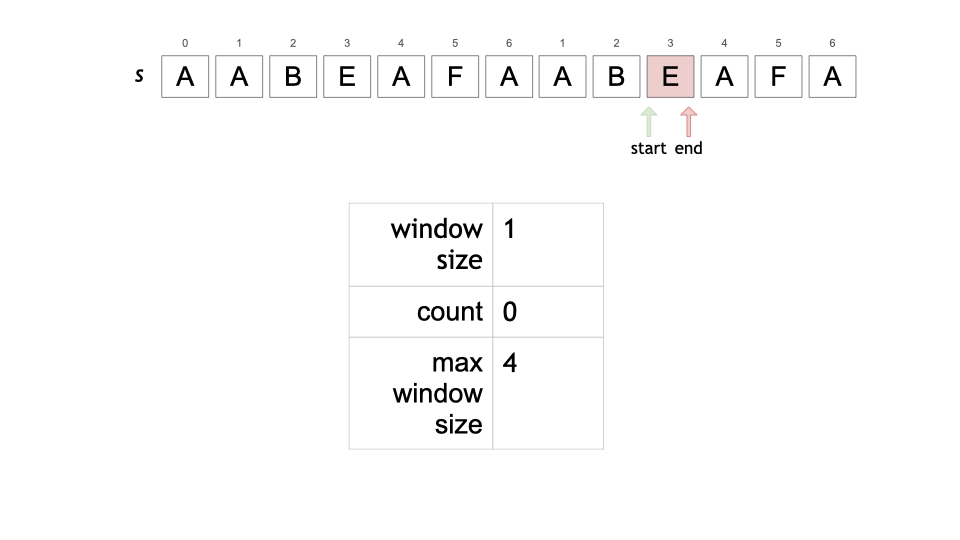 0 1 2 3 4 5 6 1 2 3 4 5 6
s A A B E A F A A B E A F A
start end
window size 1
count 0
max window size 4